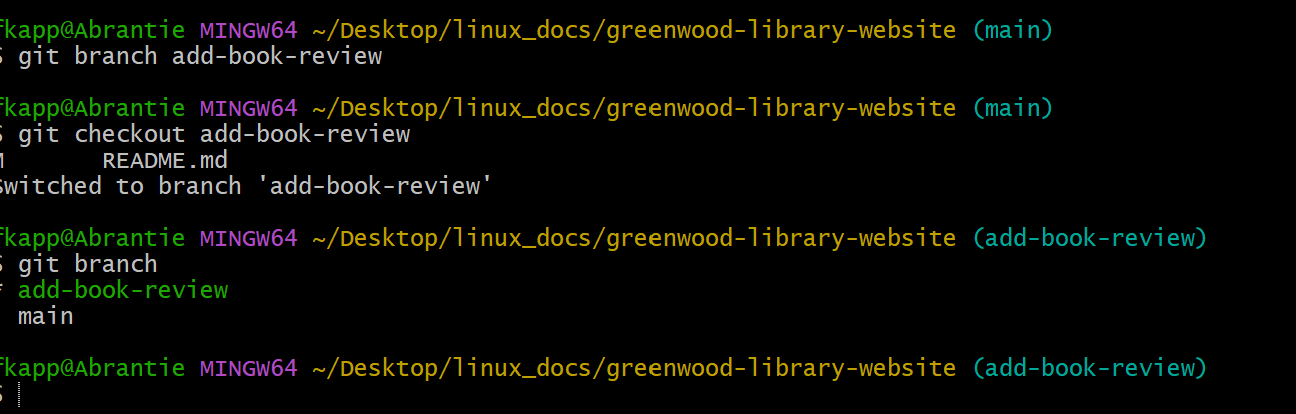 fkapp@Abrantie MINGW64 ~/Desktop/linux_docs/greenwood-library-website (main)
$ git branch add-book-review
fkapp@Abrantie MINGW64 ~/Desktop/linux_docs/greenwood-library-website (main)
$ git checkout add-book-review
M       README.md
Switched to branch 'add-book-review'
fkapp@Abrantie MINGW64 ~/Desktop/linux_docs/greenwood-library-website (add-book-review)
$ git branch
* add-book-review
  main
fkapp@Abrantie MINGW64 ~/Desktop/linux_docs/greenwood-library-website (add-book-review)
$